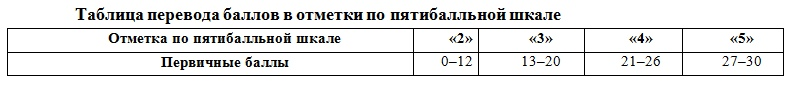 Таблица перевода баллов в отметки по пятибалльной шкале
Отметка по пятибалльной шкале «2» «3» «4» «5»
Первичные баллы 0–12 13–20 21–26 27–30